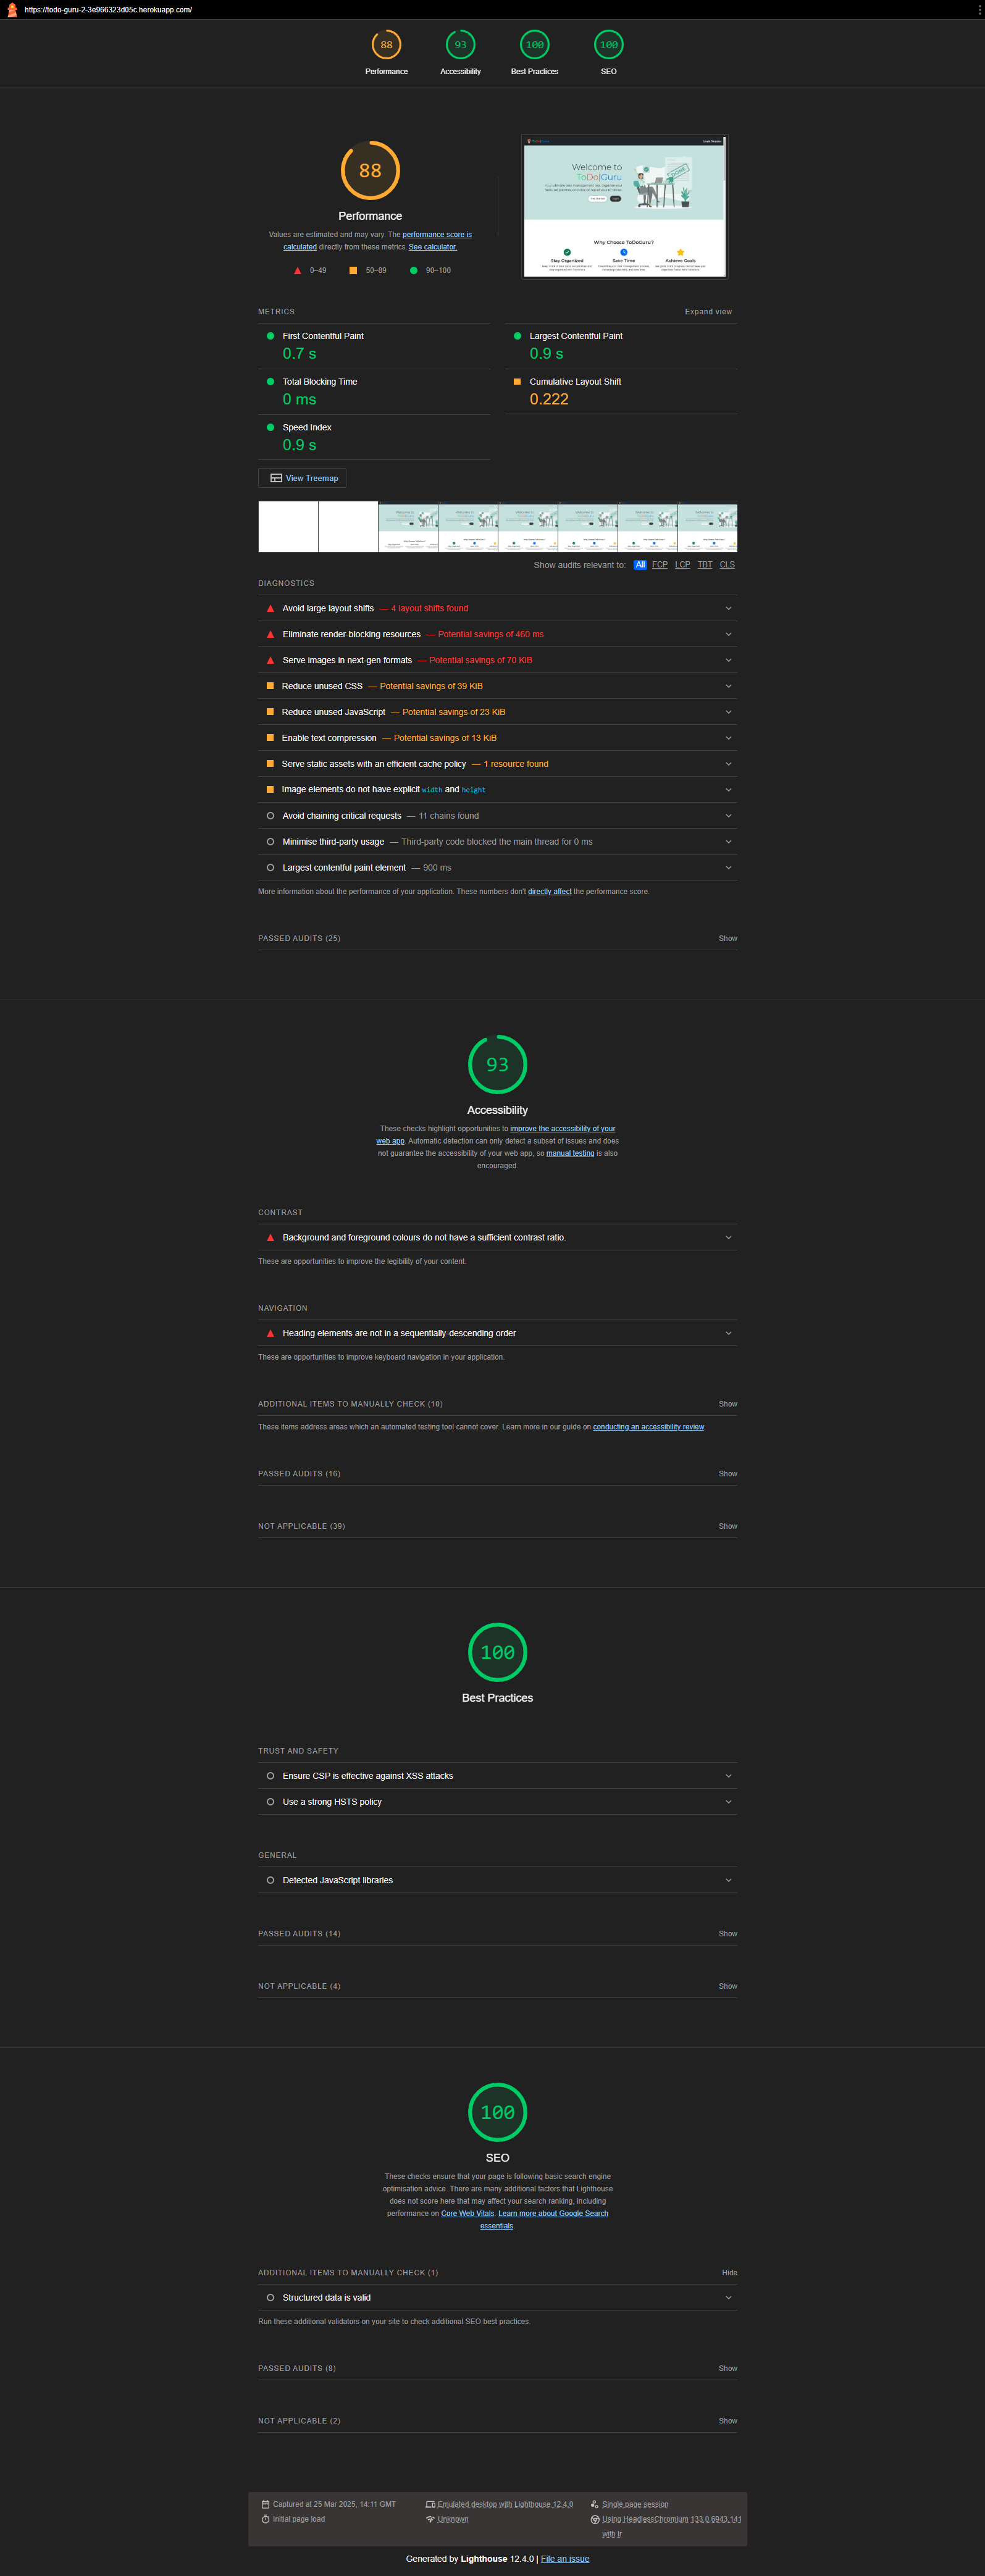 https://todo-guru-2-3e966323d05c.herokuapp.com/
88
93
100
100
Performance
Accessibility
Best Practices
SEO
88
Performance
Values are estimated and may vary. The performance score is
calculated directly from these metrics. See calculator.
0–49
50–89
90–100
Welcome to
ToDo|Guru
Why Choose ToDoGuru?
Stay Organized
Save Time
Achieve Goals
METRICS
Expand view
First Contentful Paint
0.7 s
Largest Contentful Paint
0.9 s
Total Blocking Time
0 ms
Cumulative Layout Shift
0.222
Speed Index
0.9 s
View Treemap
Show audits relevant to: All FCP LCP TBT CLS
DIAGNOSTICS
Avoid large layout shifts — 4 layout shifts found
Eliminate render-blocking resources — Potential savings of 460 ms
Serve images in next-gen formats — Potential savings of 70 KiB
Reduce unused CSS — Potential savings of 39 KiB
Reduce unused JavaScript — Potential savings of 23 KiB
Enable text compression — Potential savings of 13 KiB
Serve static assets with an efficient cache policy — 1 resource found
Image elements do not have explicit width and height
Avoid chaining critical requests — 11 chains found
Minimise third-party usage — Third-party code blocked the main thread for 0 ms
Largest contentful paint element — 900 ms
More information about the performance of your application. These numbers don't directly affect the performance score.
PASSED AUDITS (25)
Show
93
Accessibility
These checks highlight opportunities to improve the accessibility of your
web app. Automatic detection can only detect a subset of issues and does
not guarantee the accessibility of your web app, so manual testing is also
encouraged.
CONTRAST
Background and foreground colours do not have a sufficient contrast ratio.
These are opportunities to improve the legibility of your content.
NAVIGATION
Heading elements are not in a sequentially-descending order
These are opportunities to improve keyboard navigation in your application.
ADDITIONAL ITEMS TO MANUALLY CHECK (10)
Show
These items address areas which an automated testing tool cannot cover. Learn more in our guide on conducting an accessibility review.
PASSED AUDITS (16)
Show
NOT APPLICABLE (39)
Show
100
Best Practices
TRUST AND SAFETY
Ensure CSP is effective against XSS attacks
Use a strong HSTS policy
GENERAL
Detected JavaScript libraries
PASSED AUDITS (14)
Show
NOT APPLICABLE (4)
Show
100
SEO
These checks ensure that your page is following basic search engine
optimisation advice. There are many additional factors that Lighthouse
does not score here that may affect your search ranking, including
performance on Core Web Vitals. Learn more about Google Search
essentials.
ADDITIONAL ITEMS TO MANUALLY CHECK (1)
Hide
Structured data is valid
Run these additional validators on your site to check additional SEO best practices.
PASSED AUDITS (8)
Show
NOT APPLICABLE (2)
Show
Captured at 25 Mar 2025, 14:11 GMT
Emulated desktop with Lighthouse 12.4.0
Single page session
Initial page load
Unknown
Using HeadlessChromium 133.0.6943.141
with lr
Generated by Lighthouse 12.4.0 | File an issue